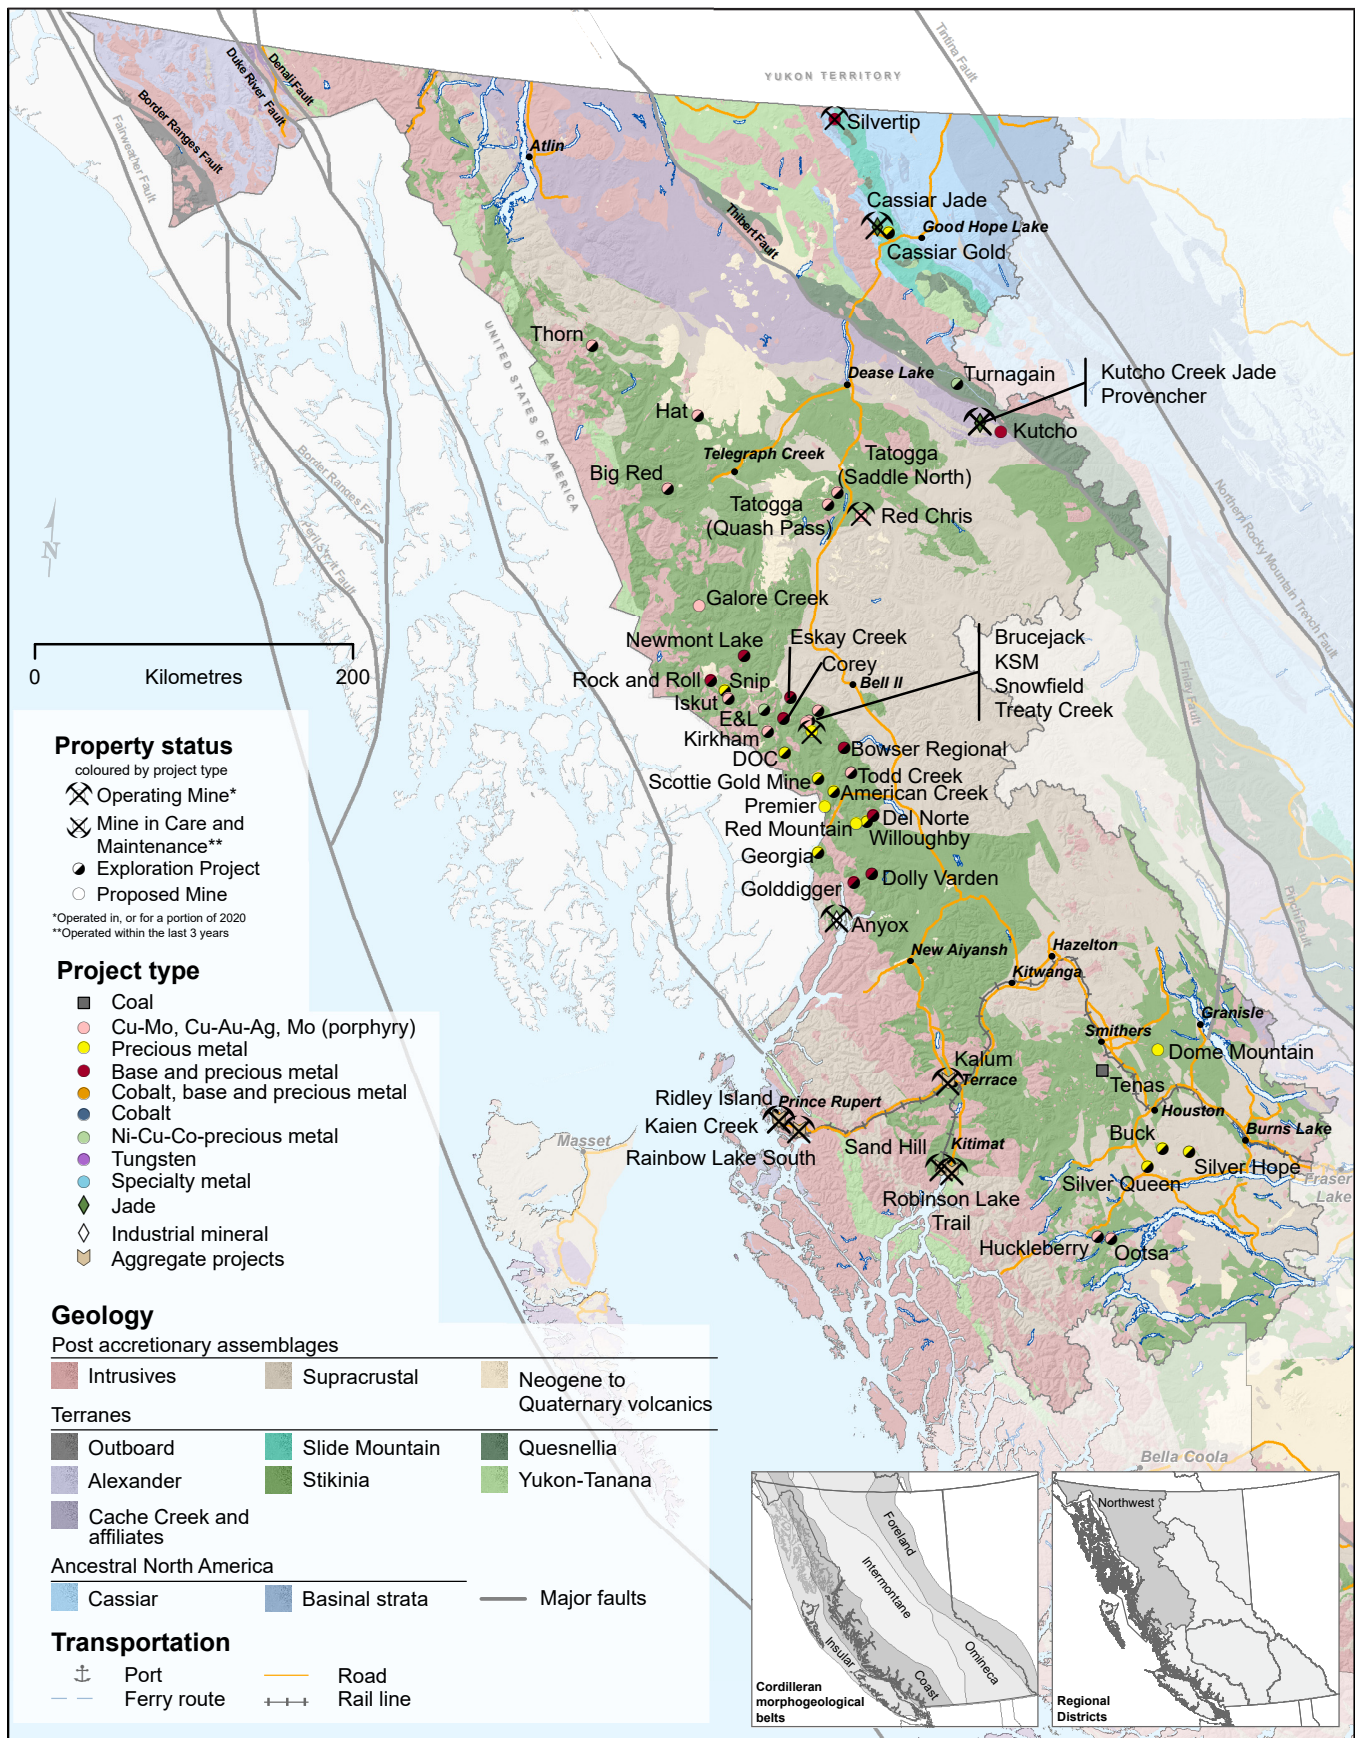 YUKON TERRITORY
Tintina Fault
Denali Fault
Duke River Fault
Border Ranges Fault
Fairweather Fault
Silvertip
Atlin
Cassiar Jade
Good Hope Lake
Cassiar Gold
Thibert Fault
UNITED STATES OF AMERICA
Thorn
Dease Lake
Turnagain
Kutcho Creek Jade
Provencher
Hat
Kutcho
Telegraph Creek
Tatogga
(Saddle North)
Big Red
Tatogga
(Quash Pass)
Red Chris
Border Ranges F.
Peril Strait Fault
Northern Rocky Mountain Trench Fault
N
Galore Creek
Newmont Lake
Eskay Creek
Corey
Brucejack
KSM
Snowfield
Treaty Creek
Finlay Fault
0
Kilometres
200
Rock and Roll
Snip
Bell II
Iskut
E&L
Kirkham
DOC
Bowser Regional
Scottie Gold Mine
Todd Creek
American Creek
Premier
Red Mountain
Del Norte
Willoughby
Georgia
Golddigger
Dolly Varden
Anyox
Pinchi Fault
New Aiyansh
Hazelton
Kitwanga
Granisle
Smithers
Dome Mountain
Kalum
Terrace
Tenas
Ridley Island
Prince Rupert
Houston
Kaien Creek
Rainbow Lake South
Masset
Sand Hill
Kitimat
Buck
Burns Lake
Silver Hope
Silver Queen
Fraser
Lake
Robinson Lake
Trail
Huckleberry
Ootsa
Bella Coola
Property status
coloured by project type
Operating Mine*
Mine in Care and
Maintenance**
Exploration Project
Proposed Mine
*Operated in, or for a portion of 2020
**Operated within the last 3 years
Project type
Coal
Cu-Mo, Cu-Au-Ag, Mo (porphyry)
Precious metal
Base and precious metal
Cobalt, base and precious metal
Cobalt
Ni-Cu-Co-precious metal
Tungsten
Specialty metal
Jade
Industrial mineral
Aggregate projects
Geology
Post accretionary assemblages
Intrusives
Supracrustal
Neogene to
Quaternary volcanics
Terranes
Outboard
Slide Mountain
Quesnellia
Alexander
Stikinia
Yukon-Tanana
Cache Creek and
affiliates
Ancestral North America
Cassiar
Basinal strata
Major faults
Transportation
Port
Road
Ferry route
Rail line
Foreland
Intermontane
Omineca
Insular
Coast
Cordilleran
morphogeological
belts
Northwest
Regional
Districts